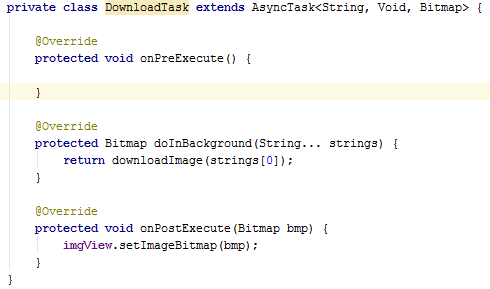 private class DownloadTask extends AsyncTask<String, Void, Bitmap> {
@Override
protected void onPreExecute() {
}
@Override
protected Bitmap doInBackground(String... strings) {
return downloadImage(strings[0]);
}
@Override
protected void onPostExecute(Bitmap bmp) {
imgView.setImageBitmap(bmp);
}
}